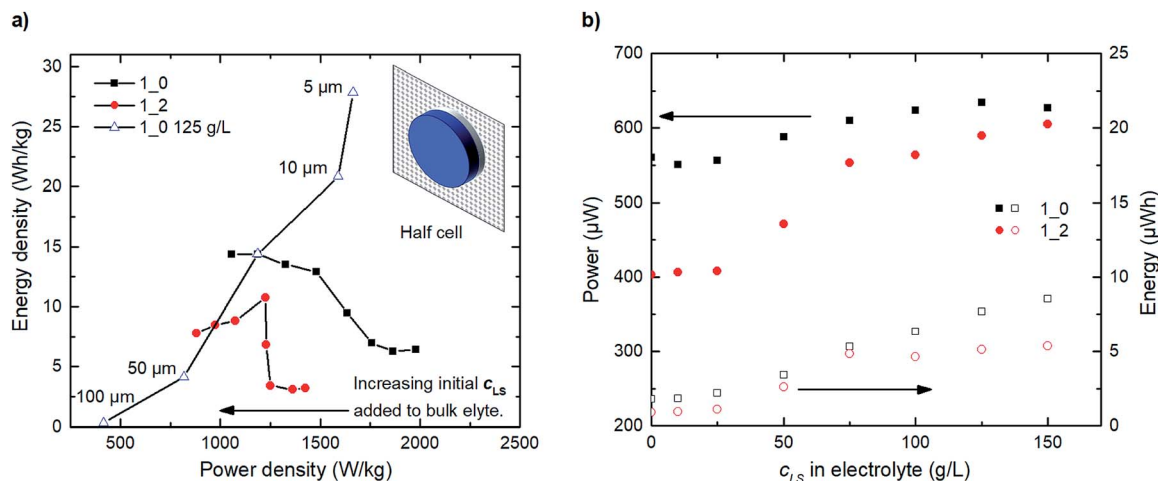 a)
30
25
20
15
10
5
0
Energy density (Wh/kg)
1_0
1_2
1_0 125 g/L
5 µm
10 µm
50 µm
100 µm
Half cell
Increasing initial c_LS
added to bulk elyte.
500 1000 1500 2000 2500
Power density (W/kg)
b)
700
600
500
400
300
200
Power (µW)
1_0
1_2
25
20
15
10
5
0
Energy (µWh)
0 50 100 150
c_LS in electrolyte (g/L)